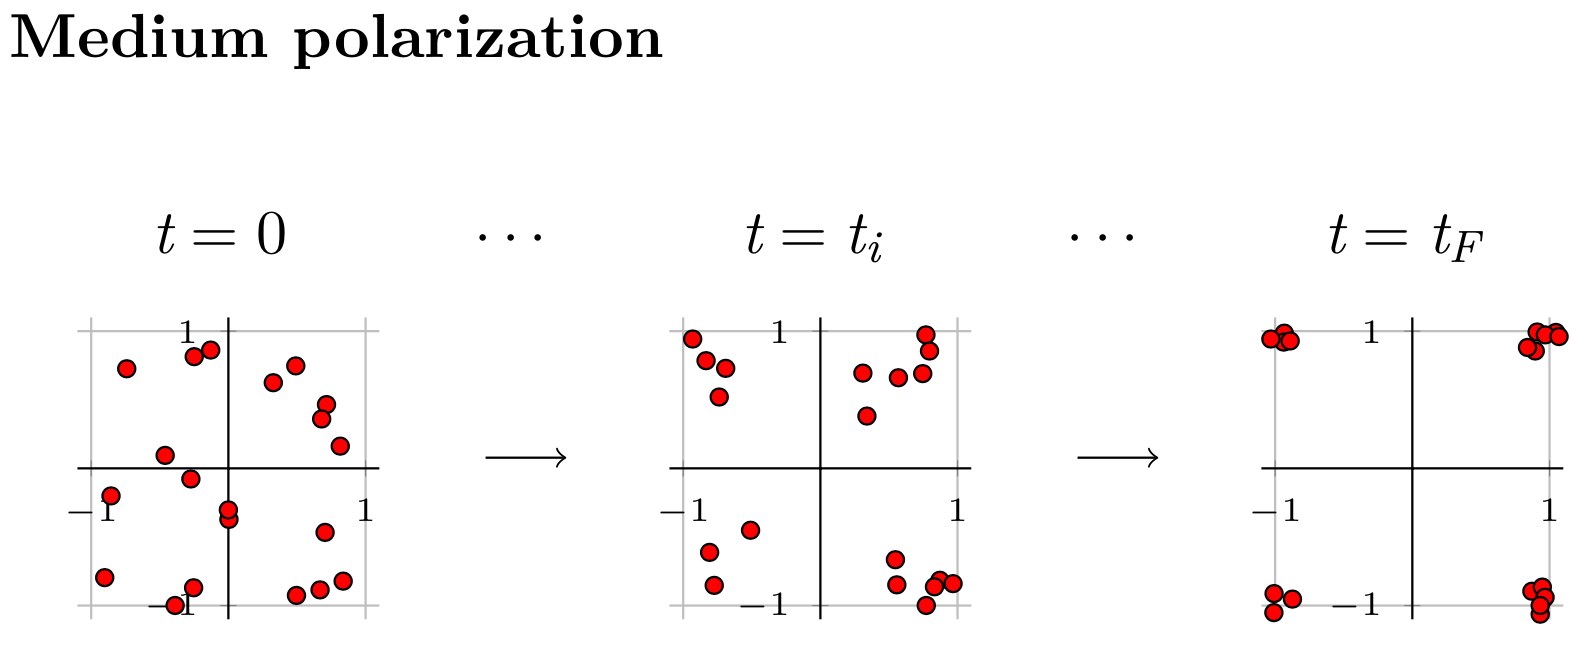 Medium polarization
t = 0 ⋯ t = t_i ⋯ t = t_F
1 1 1
⟶ ⟶
−1 1 −1 1 −1 1
−1 −1 −1